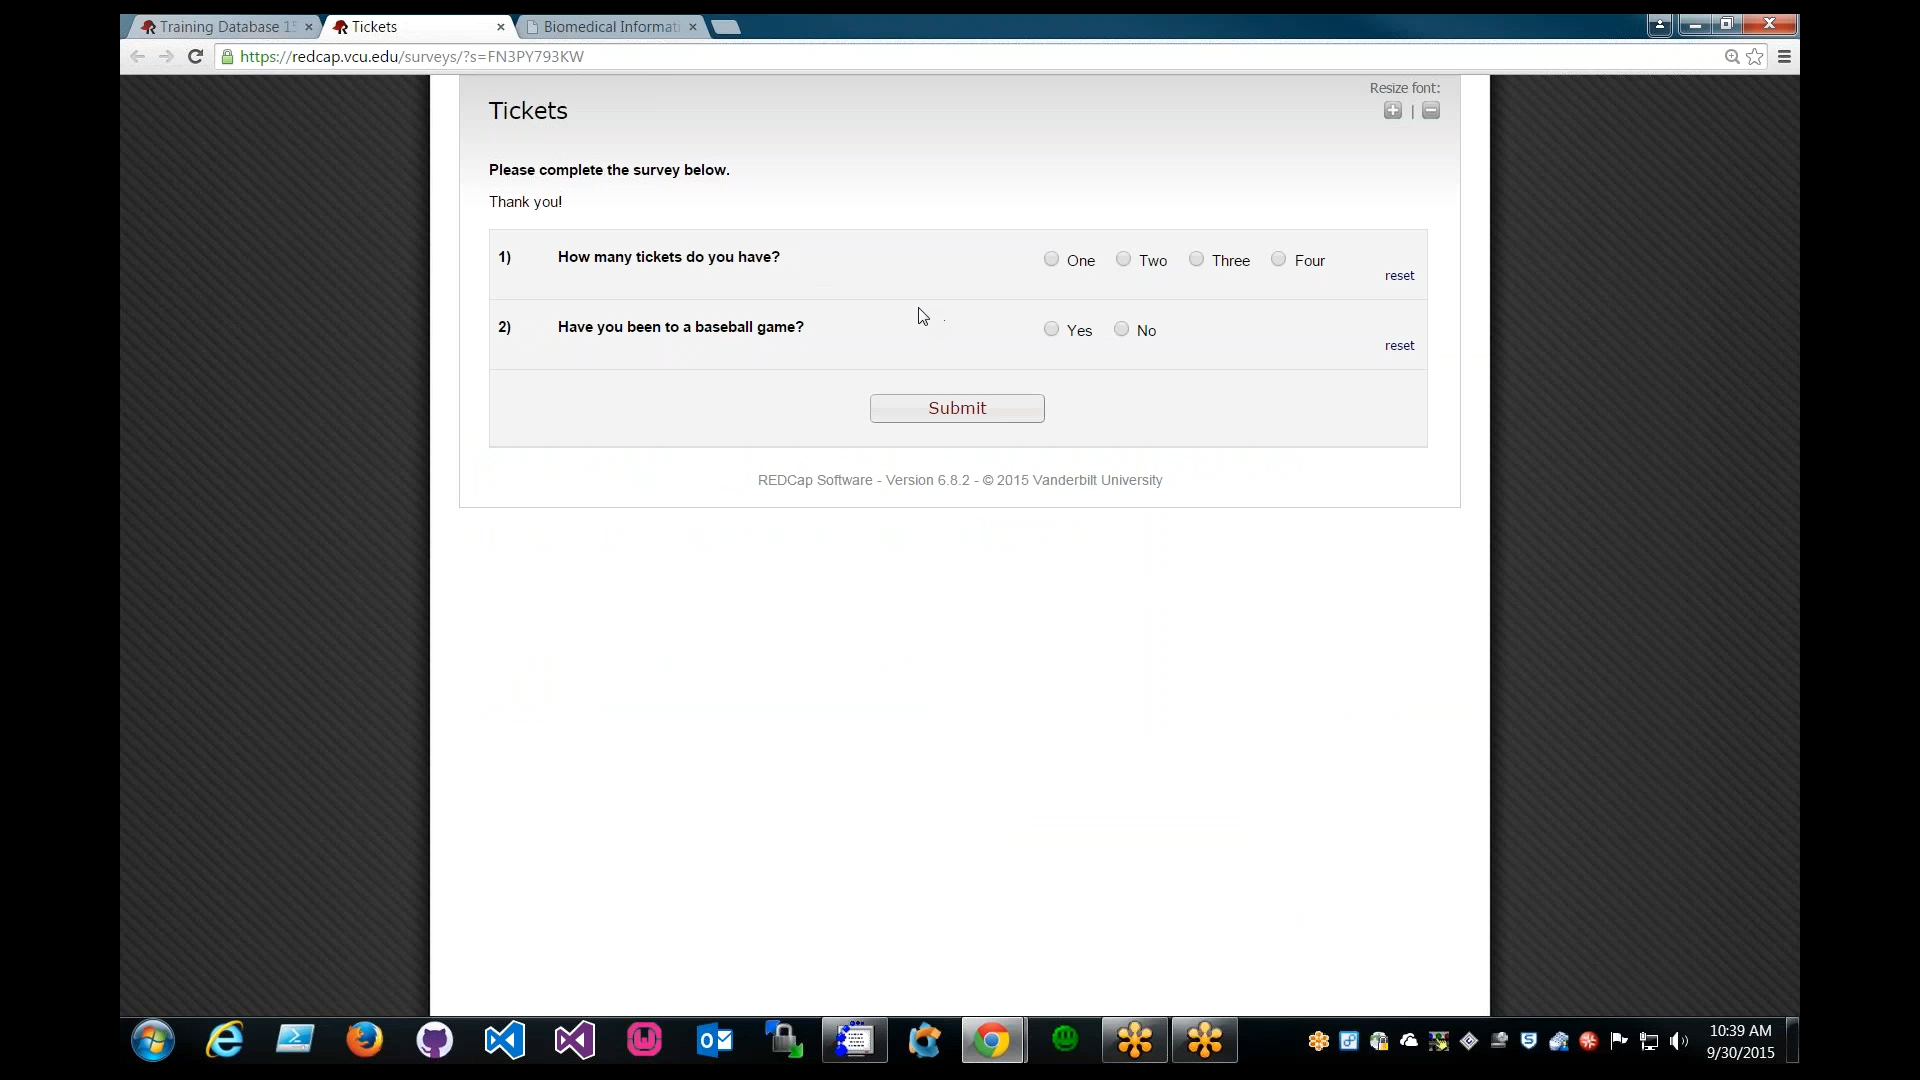 Training Database 15
Tickets
Biomedical Informati
https://redcap.vcu.edu/surveys/?s=FN3PY793KW
Resize font:
Tickets
Please complete the survey below.
Thank you!
1) How many tickets do you have? One Two Three Four
reset
2) Have you been to a baseball game? Yes No
reset
Submit
REDCap Software - Version 6.8.2 - © 2015 Vanderbilt University
10:39 AM
9/30/2015